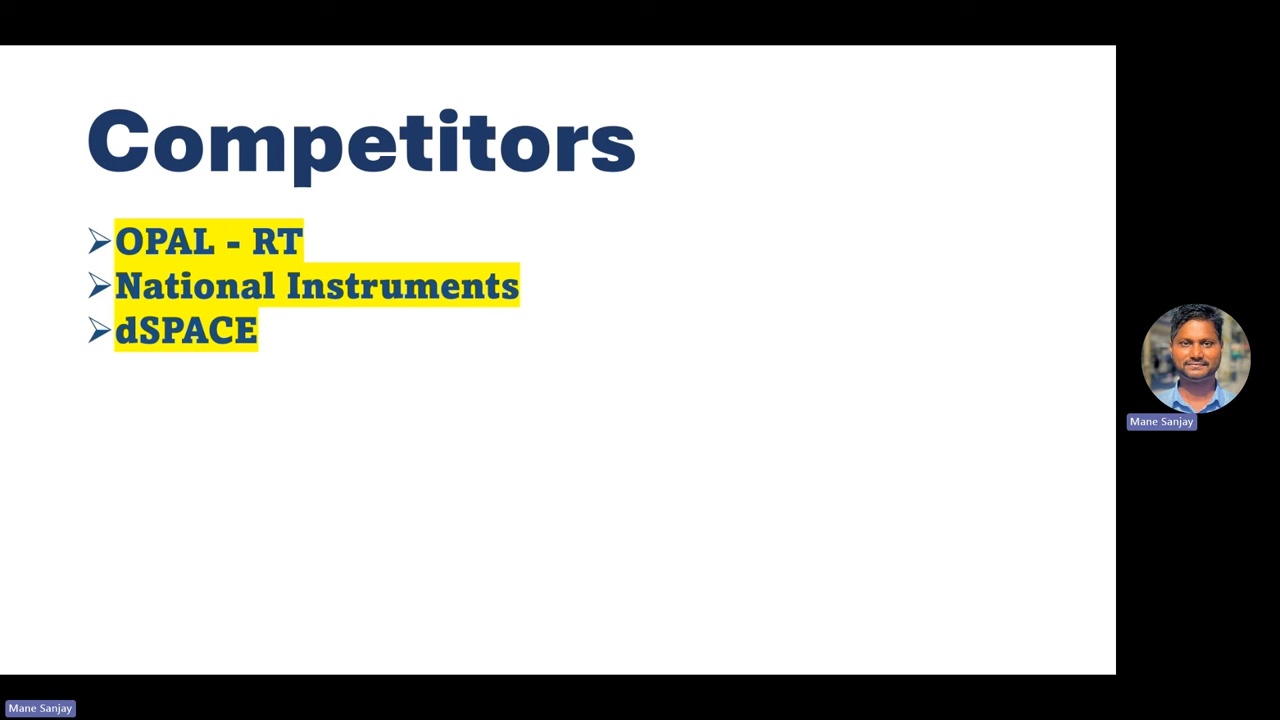 Competitors
➢OPAL - RT
➢National Instruments
➢dSPACE
Mane Sanjay
Mane Sanjay